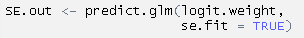 SE.out <- predict.glm(logit.weight,
se.fit = TRUE)